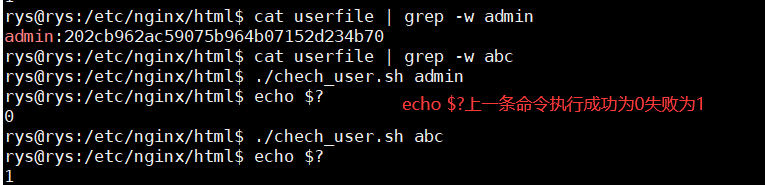 rys@rys:/etc/nginx/html$ cat userfile | grep -w admin
admin:202cb962ac59075b964b07152d234b70
rys@rys:/etc/nginx/html$ cat userfile | grep -w abc
rys@rys:/etc/nginx/html$ ./chech_user.sh admin
rys@rys:/etc/nginx/html$ echo $?
echo $?上一条命令执行成功为0失败为1
0
rys@rys:/etc/nginx/html$ ./chech_user.sh abc
rys@rys:/etc/nginx/html$ echo $?
1